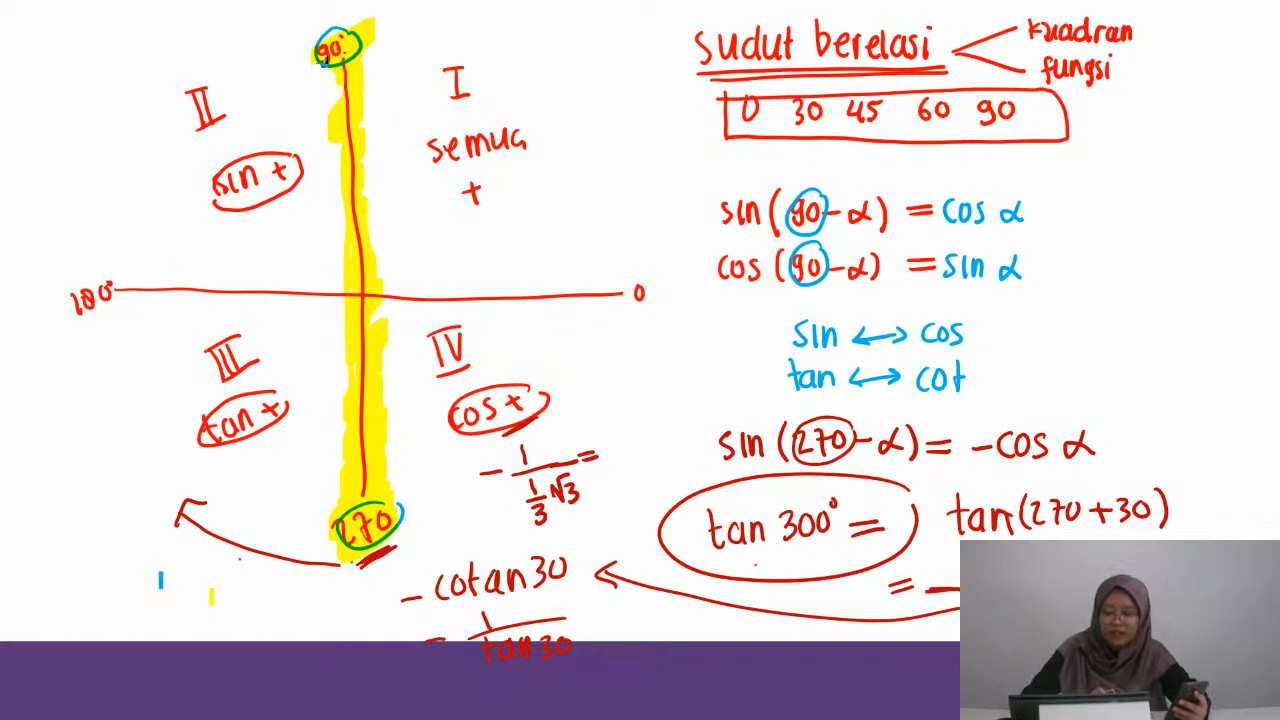 90°
II
I
sin +
semua
+
180°
0
III
IV
tan +
cos +
270
- 1 / 1/3 √3 =
- cotan 30
- 1 / tan 30
sudut berelasi
kuadran
fungsi
0 30 45 60 90
sin (90 - α) = cos α
cos (90 - α) = sin α
sin ↔ cos
tan ↔ cot
sin (270 - α) = -cos α
tan 300° = tan (270 + 30)
= -